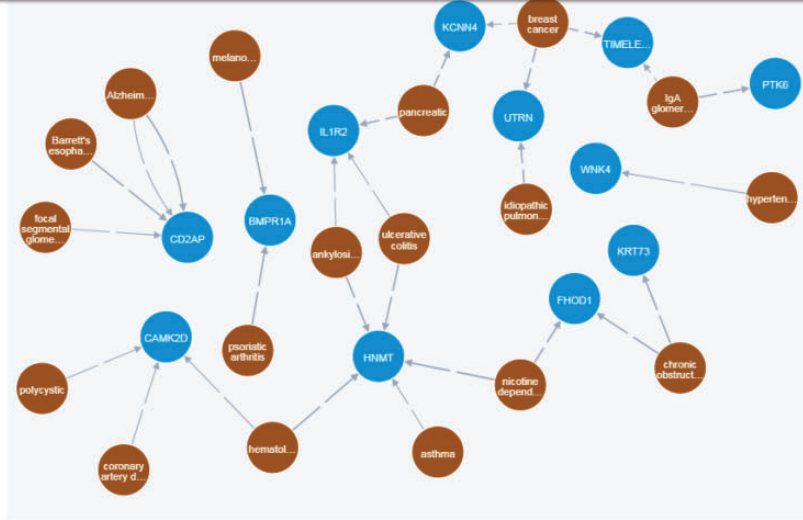 KCNN4
breast
cancer
TIMELE...
melano...
PTK6
Alzheim...
IgA
glomer...
pancreatic
UTRN
IL1R2
Barrett's
esopha...
WNK4
hyperten...
idiopathic
pulmon...
focal
segmental
glome...
BMPR1A
CD2AP
ulcerative
colitis
ankylosi...
KRT73
FHOD1
CAMK2D
psoriatic
arthritis
HNMT
chronic
obstruct...
nicotine
depend...
polycystic
hematol...
asthma
coronary
artery d...